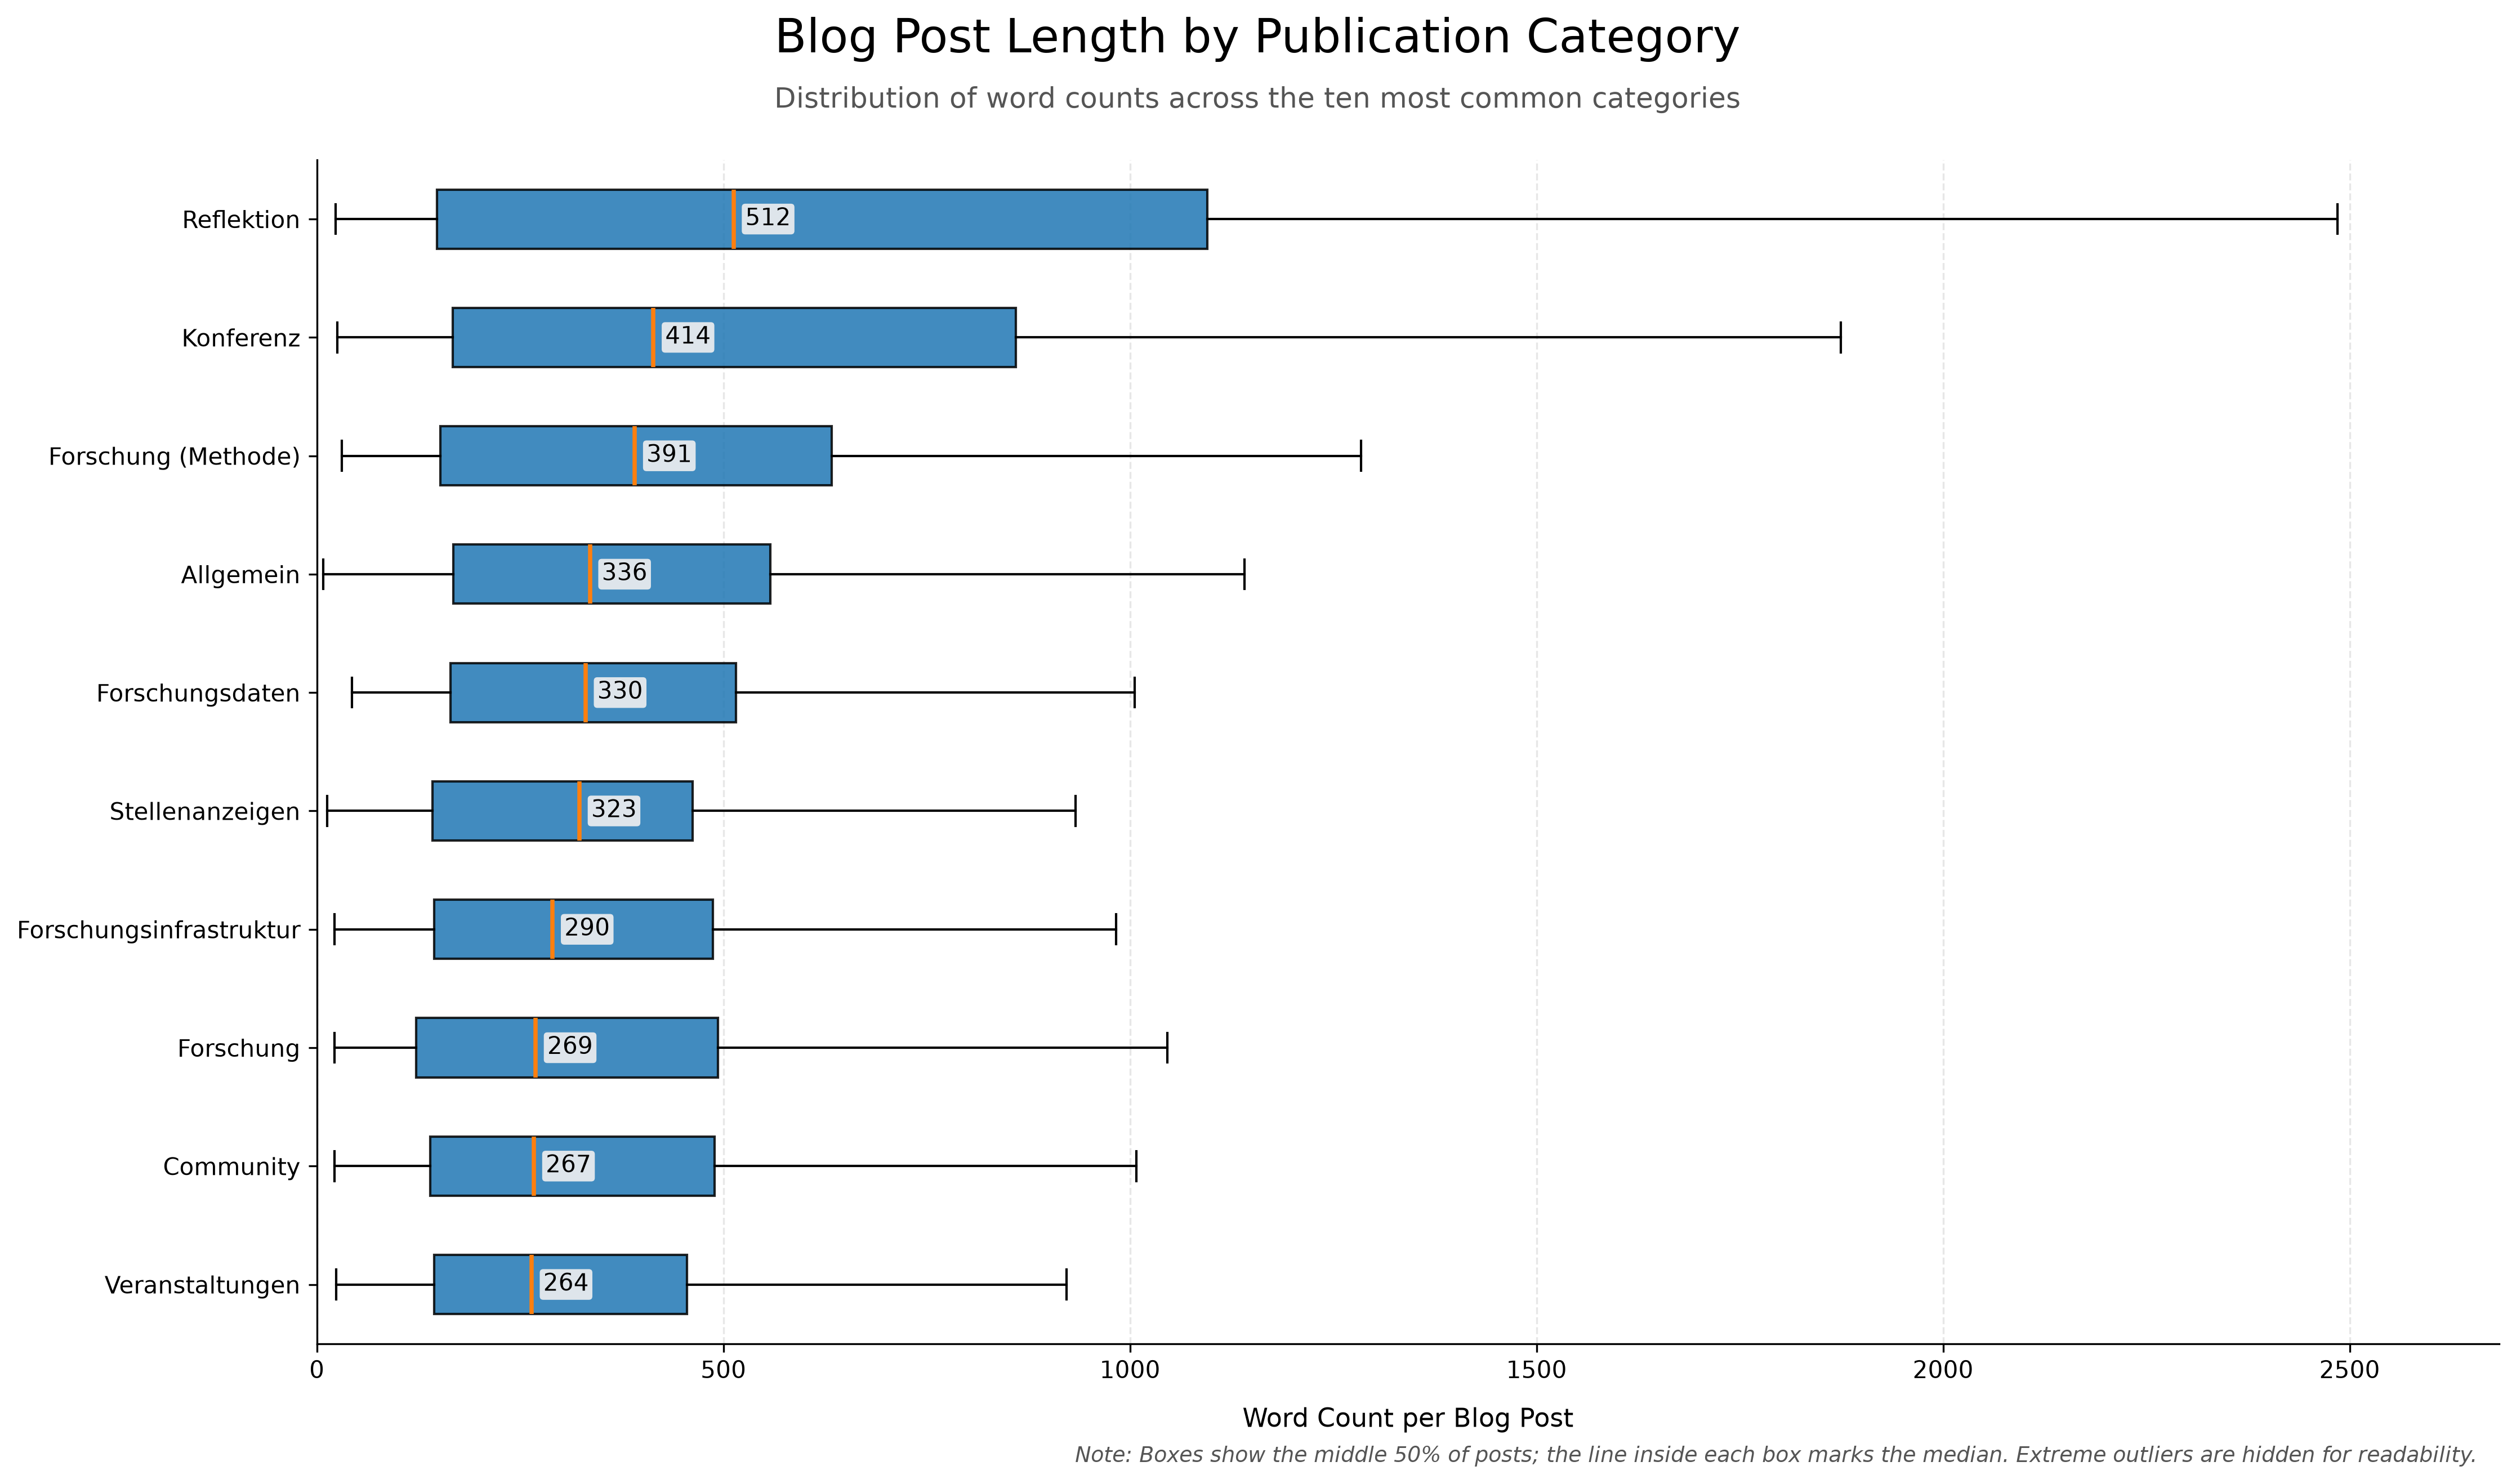 Blog Post Length by Publication Category
Distribution of word counts across the ten most common categories
Reflektion
512
Konferenz
414
Forschung (Methode)
391
Allgemein
336
Forschungsdaten
330
Stellenanzeigen
323
Forschungsinfrastruktur
290
Forschung
269
Community
267
Veranstaltungen
264
0 500 1000 1500 2000 2500
Word Count per Blog Post
Note: Boxes show the middle 50% of posts; the line inside each box marks the median. Extreme outliers are hidden for readability.